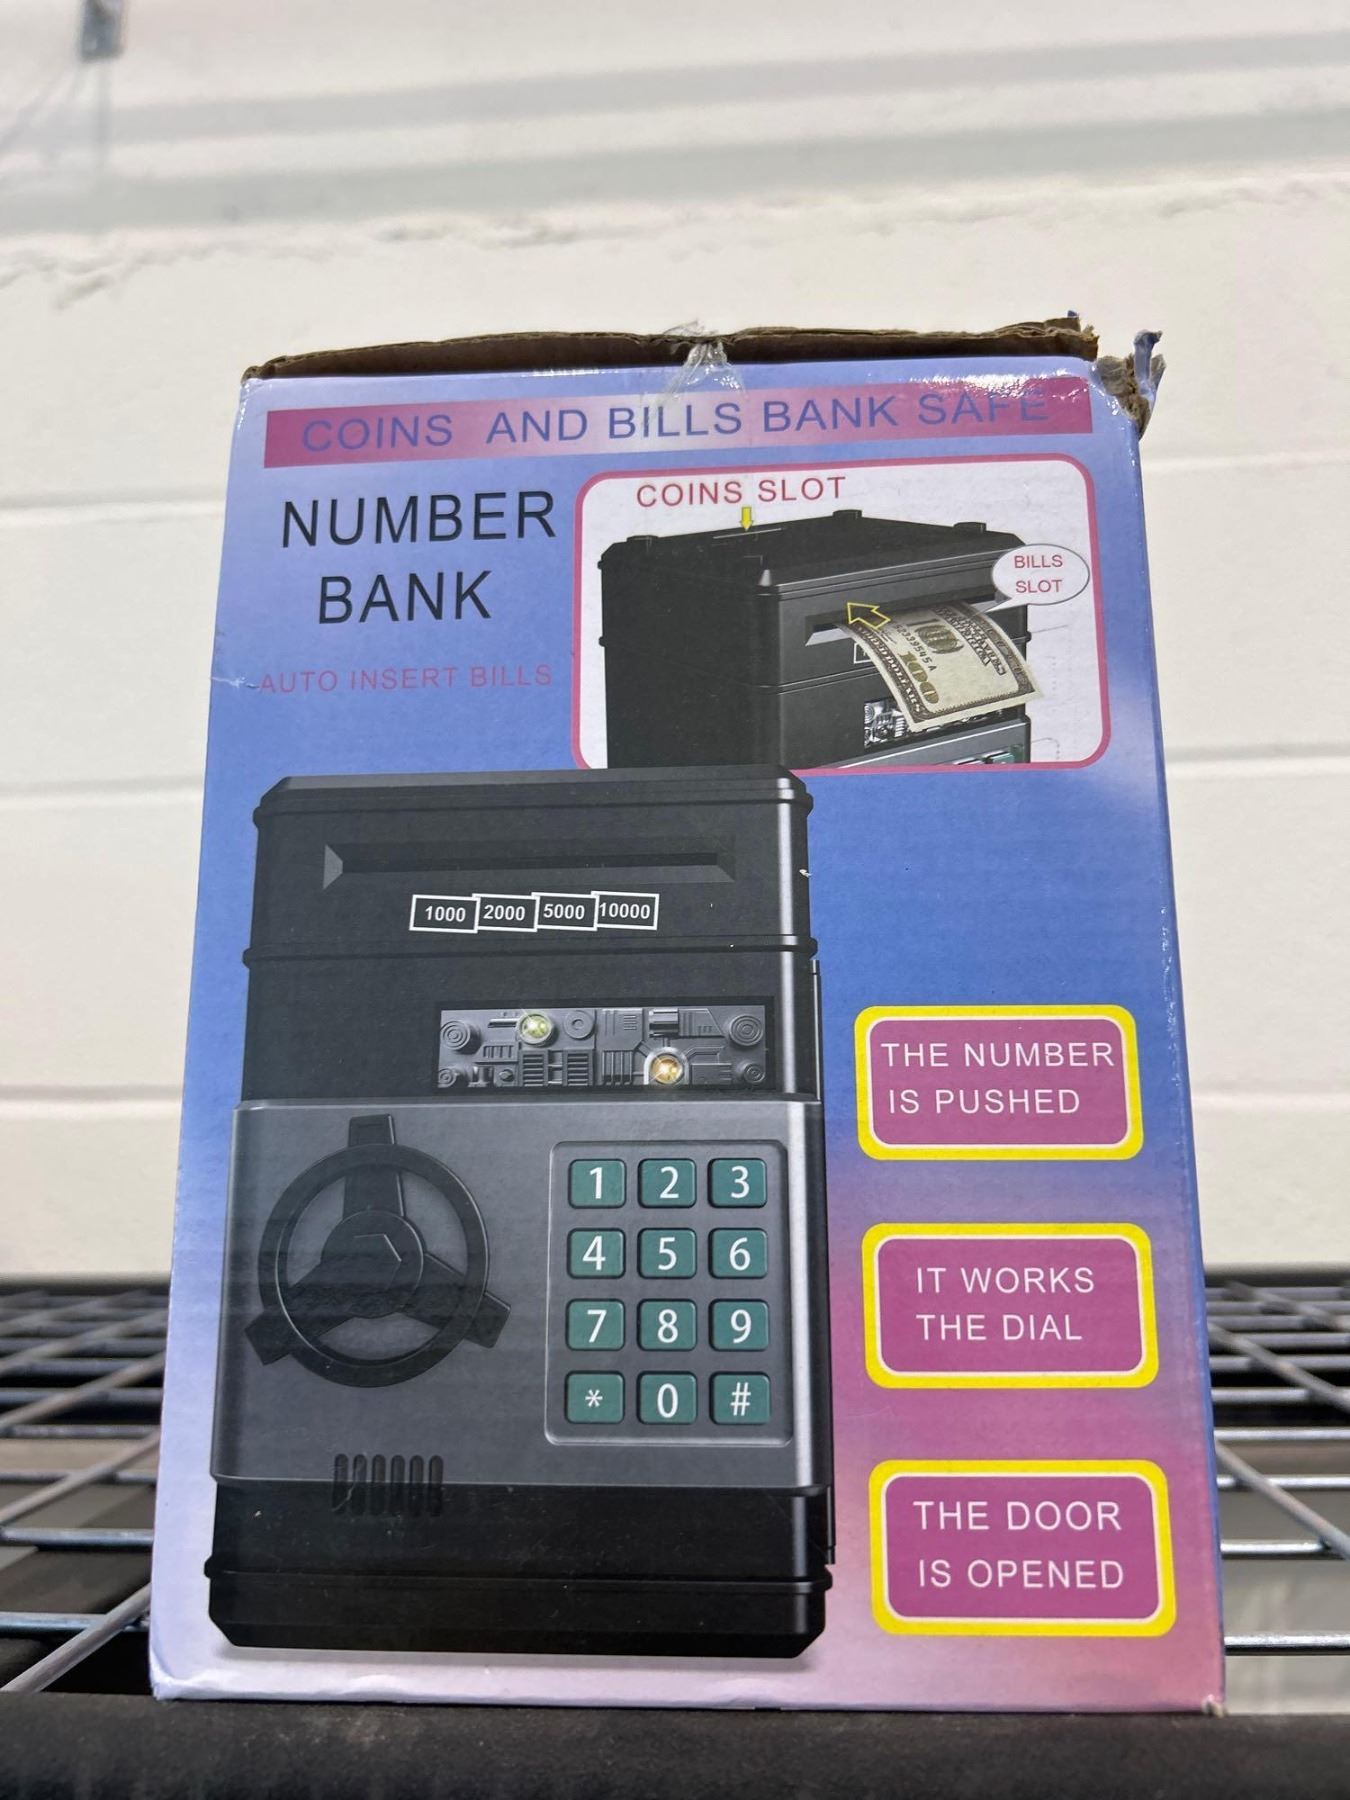 COINS AND BILLS BANK SAFE
NUMBER
BANK
AUTO INSERT BILLS
COINS SLOT
BILLS
SLOT
100
1000 2000 5000 10000
1 2 3
4 5 6
7 8 9
* 0 #
THE NUMBER
IS PUSHED
IT WORKS
THE DIAL
THE DOOR
IS OPENED